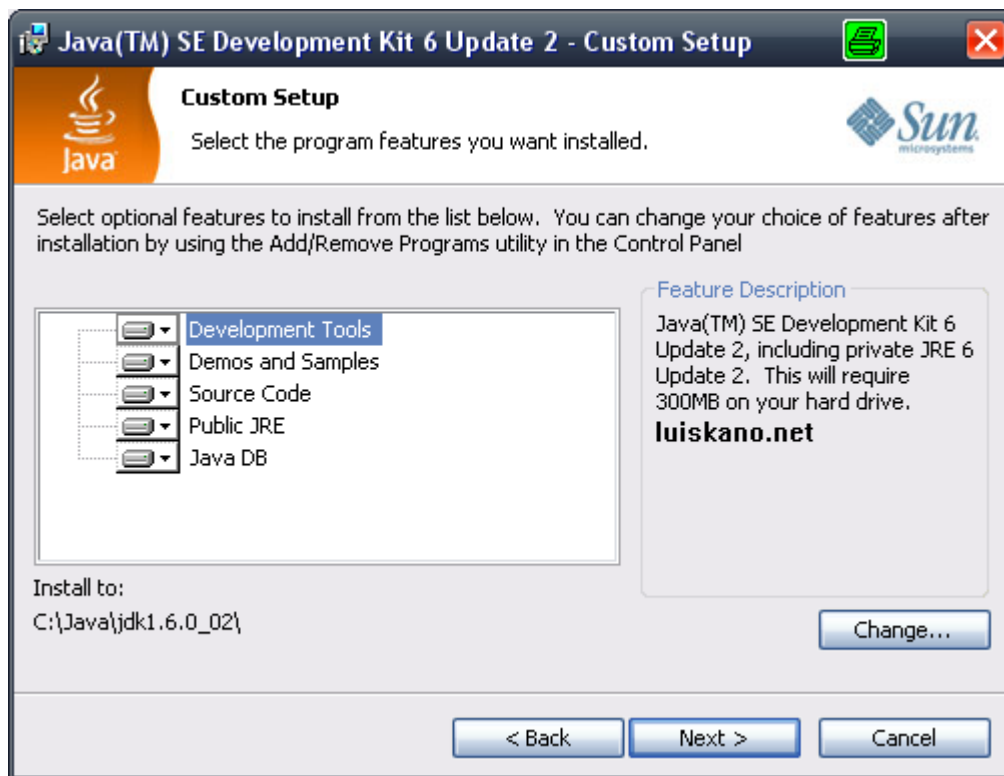 Java(TM) SE Development Kit 6 Update 2 - Custom Setup
Java
Custom Setup
Select the program features you want installed.
Sun
microsystems
Select optional features to install from the list below.  You can change your choice of features after
installation by using the Add/Remove Programs utility in the Control Panel
Development Tools
Demos and Samples
Source Code
Public JRE
Java DB
Feature Description
Java(TM) SE Development Kit 6
Update 2, including private JRE 6
Update 2.  This will require
300MB on your hard drive.
luiskano.net
Install to:
C:\Java\jdk1.6.0_02\
Change...
< Back
Next >
Cancel